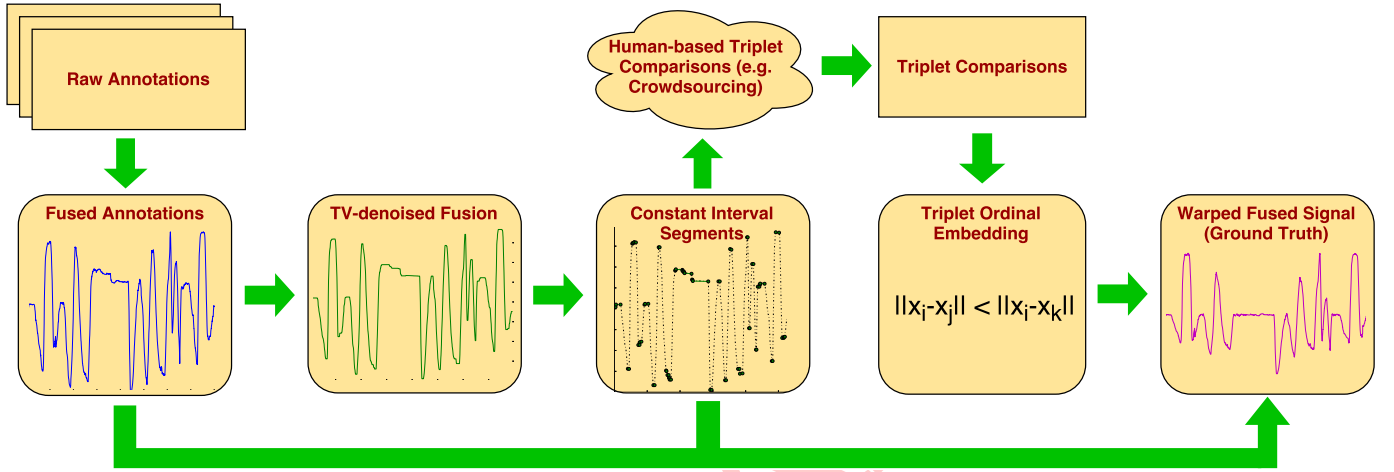 Raw Annotations
Human-based Triplet
Comparisons (e.g.
Crowdsourcing)
Triplet Comparisons
Fused Annotations
TV-denoised Fusion
Constant Interval
Segments
Triplet Ordinal
Embedding
||xi-xj|| < ||xi-xk||
Warped Fused Signal
(Ground Truth)